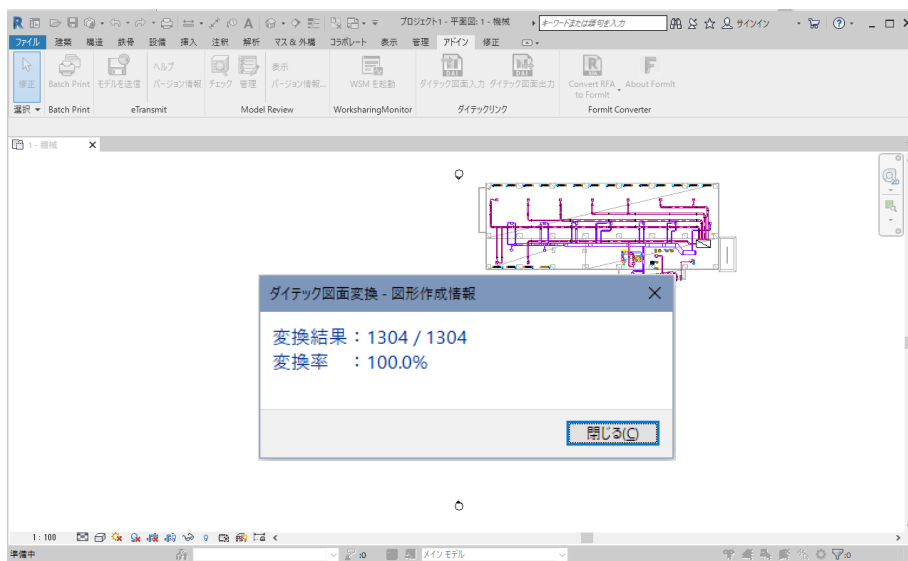 プロジェクト1 - 平面図: 1 - 機械
キーワードまたは語句を入力
サインイン
ファイル 建築 構造 鉄骨 設備 挿入 注釈 解析 マス & 外構 コラボレート 表示 管理 アドイン 修正
修正
Batch Print
モデルを送信
ヘルプ
バージョン情報
チェック
管理
表示
バージョン情報...
WSM を起動
ダイテック図面入力
ダイテック図面出力
Convert RFA
to FormIt
About FormIt
選択 Batch Print eTransmit Model Review WorksharingMonitor ダイテックリンク FormIt Converter
1 - 機械
ダイテック図面変換 - 図形作成情報
変換結果：1304 / 1304
変換率　：100.0%
閉じる(C)
1 : 100
準備中
:0
メイン モデル
:0